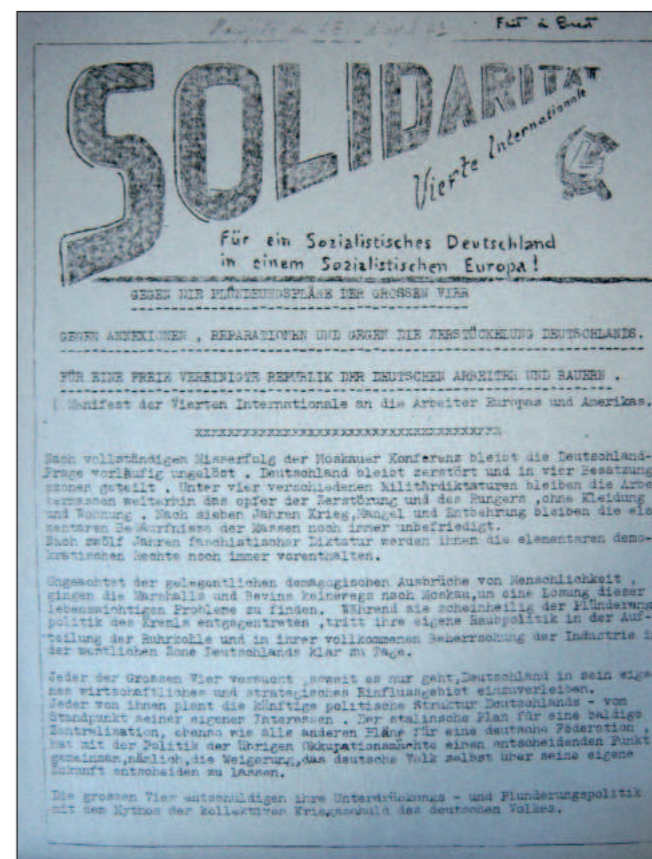 Fait à Brest
SOLIDARITÄT
Vierte Internationale
Für ein Sozialistisches Deutschland
in einem Sozialistischen Europa!
GEGEN DIE PLÜNDEUNGSPLÄNE DER GROSSEN VIER
GEGEN ANNEXIONEN , REPARATIONEN UND GEGEN DIE ZERSTÜCKELUNG DEUTSCHLANDS.
FÜR EINE FREIE VEREINIGTE REPUBLIK DER DEUTSCHEN ARBEITER UND BAUERN .
( Manifest der Vierten Internationale an die Arbeiter Europas und Amerikas.
Nach vollständigen Misserfolg der Moskauer Konferenz bleibt die Deutschland-
Frage vorläufig ungelöst . Deutschland bleibt zerstört und in vier Besatzung
szonen geteilt . Unter vier verschiedenen Militärdiktaturen bleiben die Arbe
termassen weiterhin das opfer der Zerstörung und des Hungers ,ohne Kleidung
und Wohnung . Nach sieben Jahren Krieg,Mangel und Entbehrung bleiben die ele
mentaren Bedürfnisse der Massen noch immer unbefriedigt.
Nach zwölf Jahren faschistischer Diktatur werden ihnen die elementaren demo-
kratischen Rechte noch immer vorenthalten.
Ungeachtet der gelegentlichen demagogischen Ausbrüche von Menschlichkeit ,
gingen die Marshalls und Bevins keineswegs nach Moskau,um eine Losung dieser
lebenswichtigen Probleme zu finden. Während sie scheinheilig der Plünderung
politik des Kremls entgegentreten ,tritt ihre eigene Raubpolitik in der Auf-
teilung der Ruhrkohle und in ihrer vollkommenen Beherrschung der Industrie i
der westlichen Zone Deutschlands klar zu Tage.
Jeder der Grossen Vier versucht ,soweit es nur geht,Deutschland in sein eige
nes wirtschaftliches und strategisches Einflussgebiet einzuverleiben.
Jeder von ihnen plant die künftige politische Struktur Deutschlands - von
Standpunkt seiner eigener Interessen . Der stalinsche Plan für eine baldige
Zentralisation, ebenso wie alle anderen Pläne für eine deutsche Föderation ,
hat mit der Politik der übrigen Okkupationsmächte einen entscheidenden Punkt
gemeinsam,nämlich,die Weigerung,das deutsche Volk selbst über seine eigene
Zukunft entscheiden zu lassen.
Die grossen Vier entschuldigen ihre Unterdrückungs - und Plunderungspolitik
mit dem Mythos der kollektiven Kriegsschuld des deutschen Volkes.